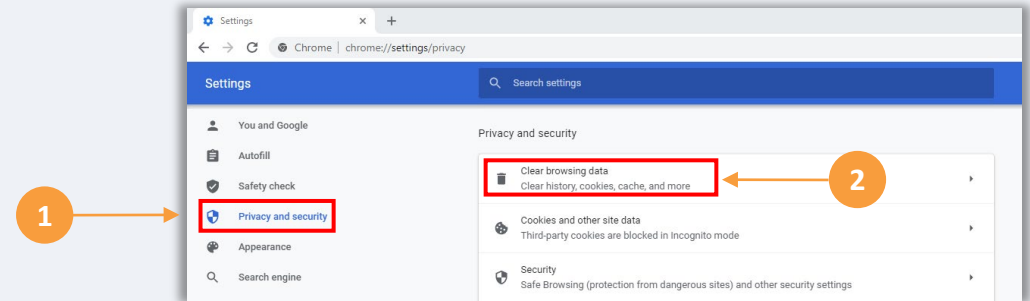 Settings
Chrome | chrome://settings/privacy
Settings
Search settings
You and Google
Autofill
Safety check
Privacy and security
Appearance
Search engine
Privacy and security
Clear browsing data
Clear history, cookies, cache, and more
Cookies and other site data
Third-party cookies are blocked in Incognito mode
Security
Safe Browsing (protection from dangerous sites) and other security settings
1
2